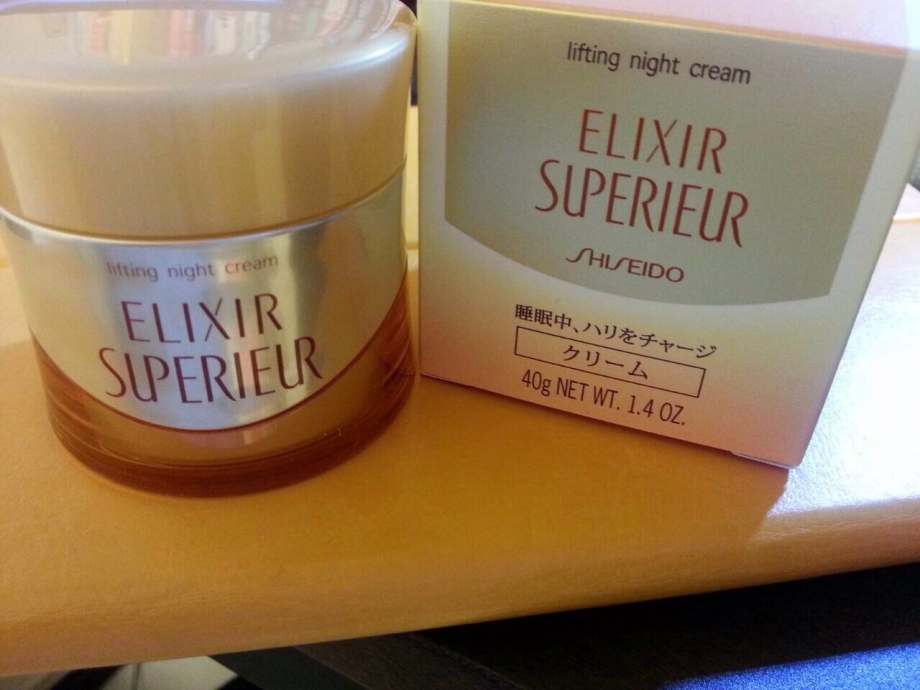 lifting night cream
ELIXIR
SUPERIEUR
lifting night cream
ELIXIR
SUPERIEUR
SHISEIDO
睡眠中、ハリをチャージ
クリーム
40g NET WT. 1.4 OZ.